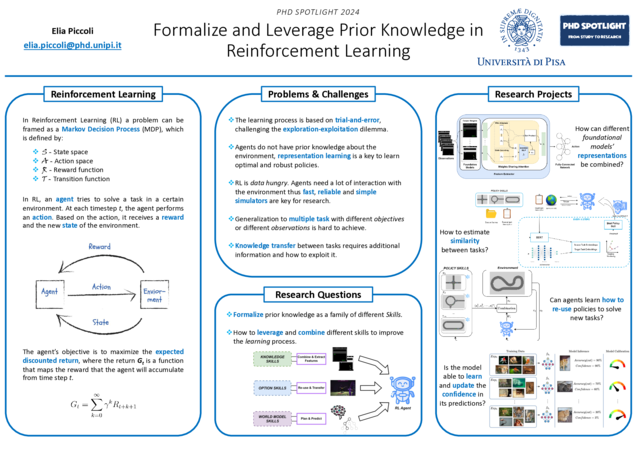 PHD SPOTLIGHT 2024
Elia Piccoli
elia.piccoli@phd.unipi.it
Formalize and Leverage Prior Knowledge in
Reinforcement Learning
IN SUPREMÆ DIGNITATIS
1343
UNIVERSITÀ DI PISA
PHD SPOTLIGHT
FROM STUDY TO RESEARCH
Reinforcement Learning
In Reinforcement Learning (RL) a problem can be
framed as a Markov Decision Process (MDP), which
is defined by:
❖ S - State space
❖ A - Action space
❖ R - Reward function
❖ T - Transition function
In RL, an agent tries to solve a task in a certain
environment. At each timestep t, the agent performs
an action. Based on the action, it receives a reward
and the new state of the environment.
Reward
Agent
Action
Environ-
ment
State
The agent's objective is to maximize the expected
discounted return, where the return Gt is a function
that maps the reward that the agent will accumulate
from time step t.
Gt = ∑ k=0 ∞ γ^k R t+k+1
Problems & Challenges
❖The learning process is based on trial-and-error,
challenging the exploration-exploitation dilemma.
❖Agents do not have prior knowledge about the
environment, representation learning is a key to learn
optimal and robust policies.
❖RL is data hungry. Agents need a lot of interaction with
the environment thus fast, reliable and simple
simulators are key for research.
❖Generalization to multiple task with different objectives
or different observations is hard to achieve.
❖Knowledge transfer between tasks requires additional
information and how to exploit it.
Research Questions
❖Formalize prior knowledge as a family of different Skills.
❖How to leverage and combine different skills to improve
the learning process.
KNOWLEDGE
SKILLS
Combine & Extract
Features
OPTION SKILLS
Re-use & Transfer
WORLD MODEL
SKILLS
Plan & Predict
RL Agent
Research Projects
How can different
foundational
models'
representations
be combined?
How to estimate
similarity
between tasks?
POLICY SKILLS
Environment
Can agents learn how to
re-use policies to solve
new tasks?
Is the model
able to learn
and update the
confidence in
its predictions?